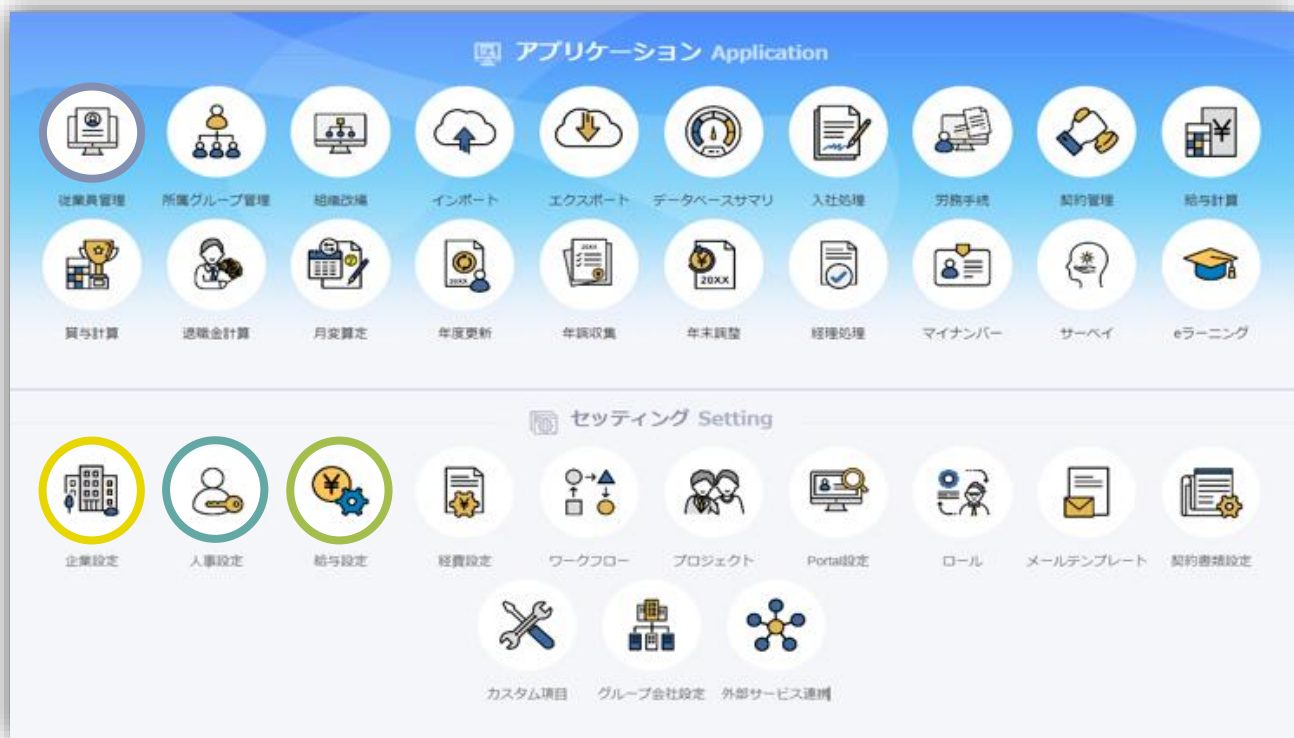 アプリケーション Application
従業員管理 所属グループ管理 組織改編 インポート エクスポート データベースサマリ 入社処理 労務手続 契約管理 給与計算
賞与計算 退職金計算 月変算定 年度更新 年調収集 年末調整 経理処理 マイナンバー サーベイ eラーニング
セッティング Setting
企業設定 人事設定 給与設定 経費設定 ワークフロー プロジェクト Portal設定 ロール メールテンプレート 契約書類設定
カスタム項目 グループ会社設定 外部サービス連携